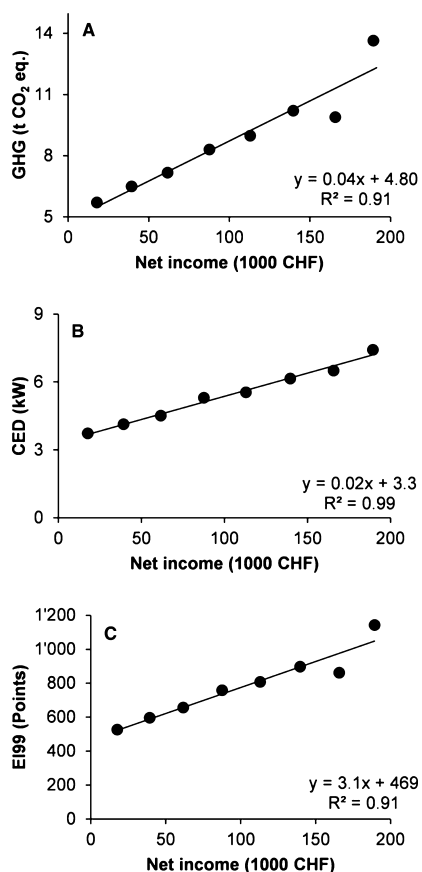 A
14
11
8
5
GHG (t CO₂ eq.)
y = 0.04x + 4.80
R² = 0.91
0 50 100 150 200
Net income (1000 CHF)
B
9
6
3
0
CED (kW)
y = 0.02x + 3.3
R² = 0.99
0 50 100 150 200
Net income (1000 CHF)
C
1'200
1'000
800
600
400
200
0
EI99 (Points)
y = 3.1x + 469
R² = 0.91
0 50 100 150 200
Net income (1000 CHF)